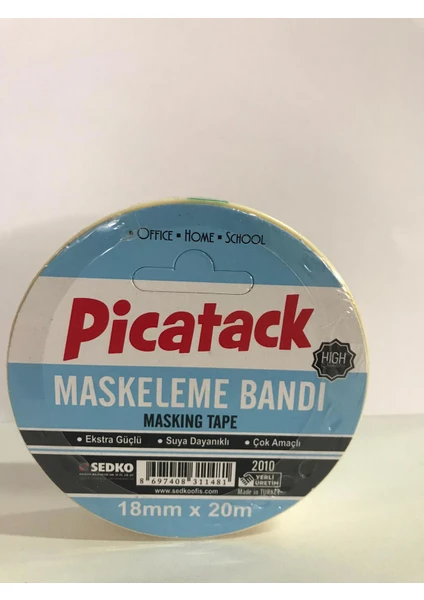 ▪ OFFICE ▪ HOME ▪ SCHOOL
Picatack
HIGH
MASKELEME BANDI
MASKING TAPE
• Ekstra Güçlü • Suya Dayanıklı • Çok Amaçlı
SEDKO
8 697408 311481
www.sedkoofis.com
2010
YERLİ ÜRETİM
Made in TURKEY
18mm x 20m